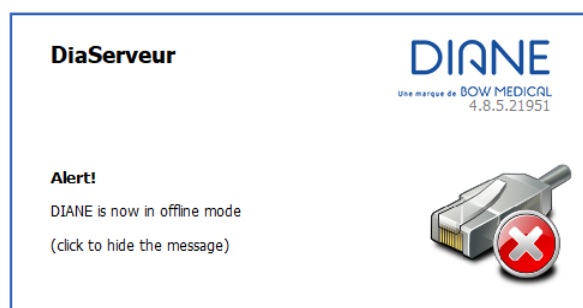 DiaServeur
DIANE
Une marque de BOW MEDICAL
4.8.5.21951
Alert!
DIANE is now in offline mode
(click to hide the message)